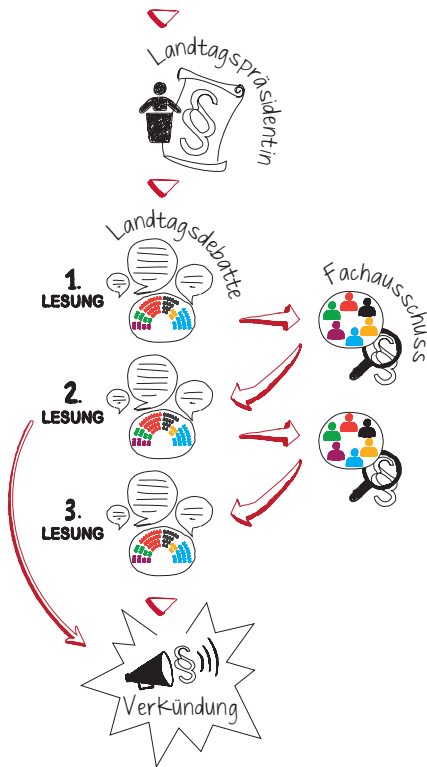 Landtagspräsidentin
§
Landtagsdebatte
1.
LESUNG
Fachausschuss
§
2.
LESUNG
§
3.
LESUNG
§
Verkündung